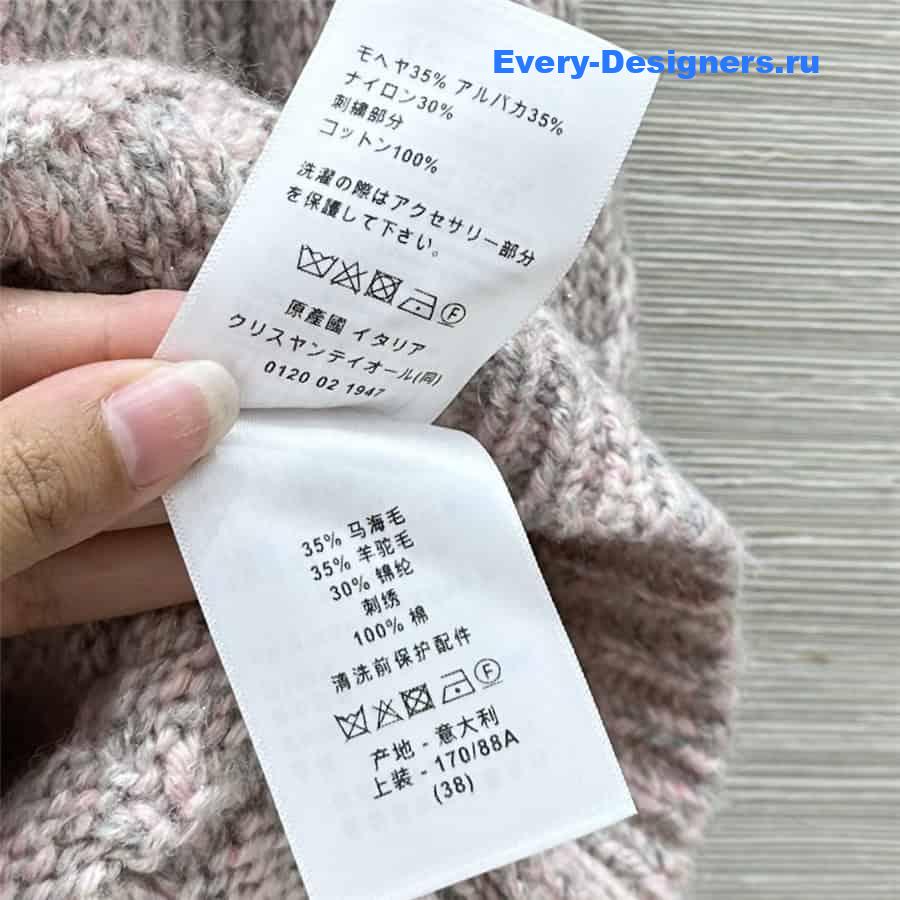 Every-Designers.ru
モヘヤ35% アルパカ35%
ナイロン30%
刺繍部分
コットン100%
洗濯の際はアクセサリー部分
を保護して下さい。
F
原産國 イタリア
クリスヤンテイオール(同)
0120 02 1947
35% 马海毛
35% 羊驼毛
30% 锦纶
刺绣
100% 棉
清洗前保护配件
F
产地 - 意大利
上装 - 170/88A
(38)